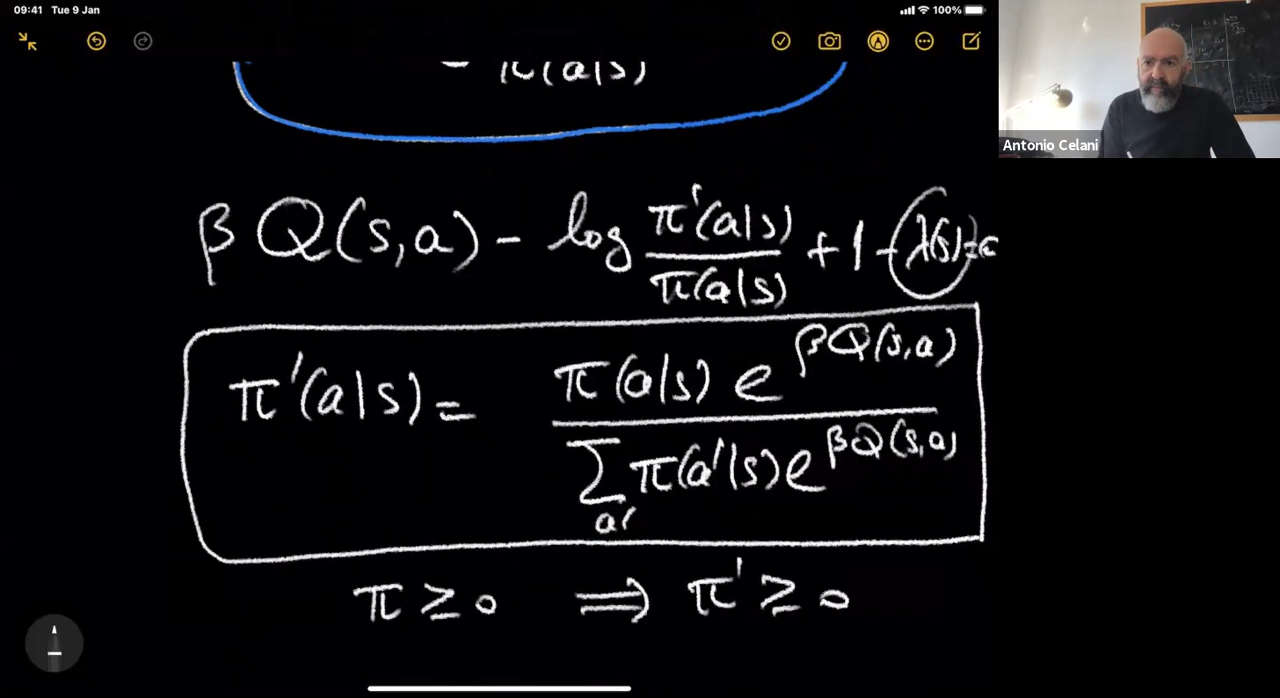 09:41 Tue 9 Jan
100%
Antonio Celani
π(a|s)
β Q(s,a) - log π'(a|s) / π(a|s) + 1 - λ(s) =
π'(a|s) = π(a|s) e^{βQ(s,a)} / Σ_{a'} π(a'|s) e^{βQ(s,a)}
π ≥ 0 ⟹ π' ≥ 0